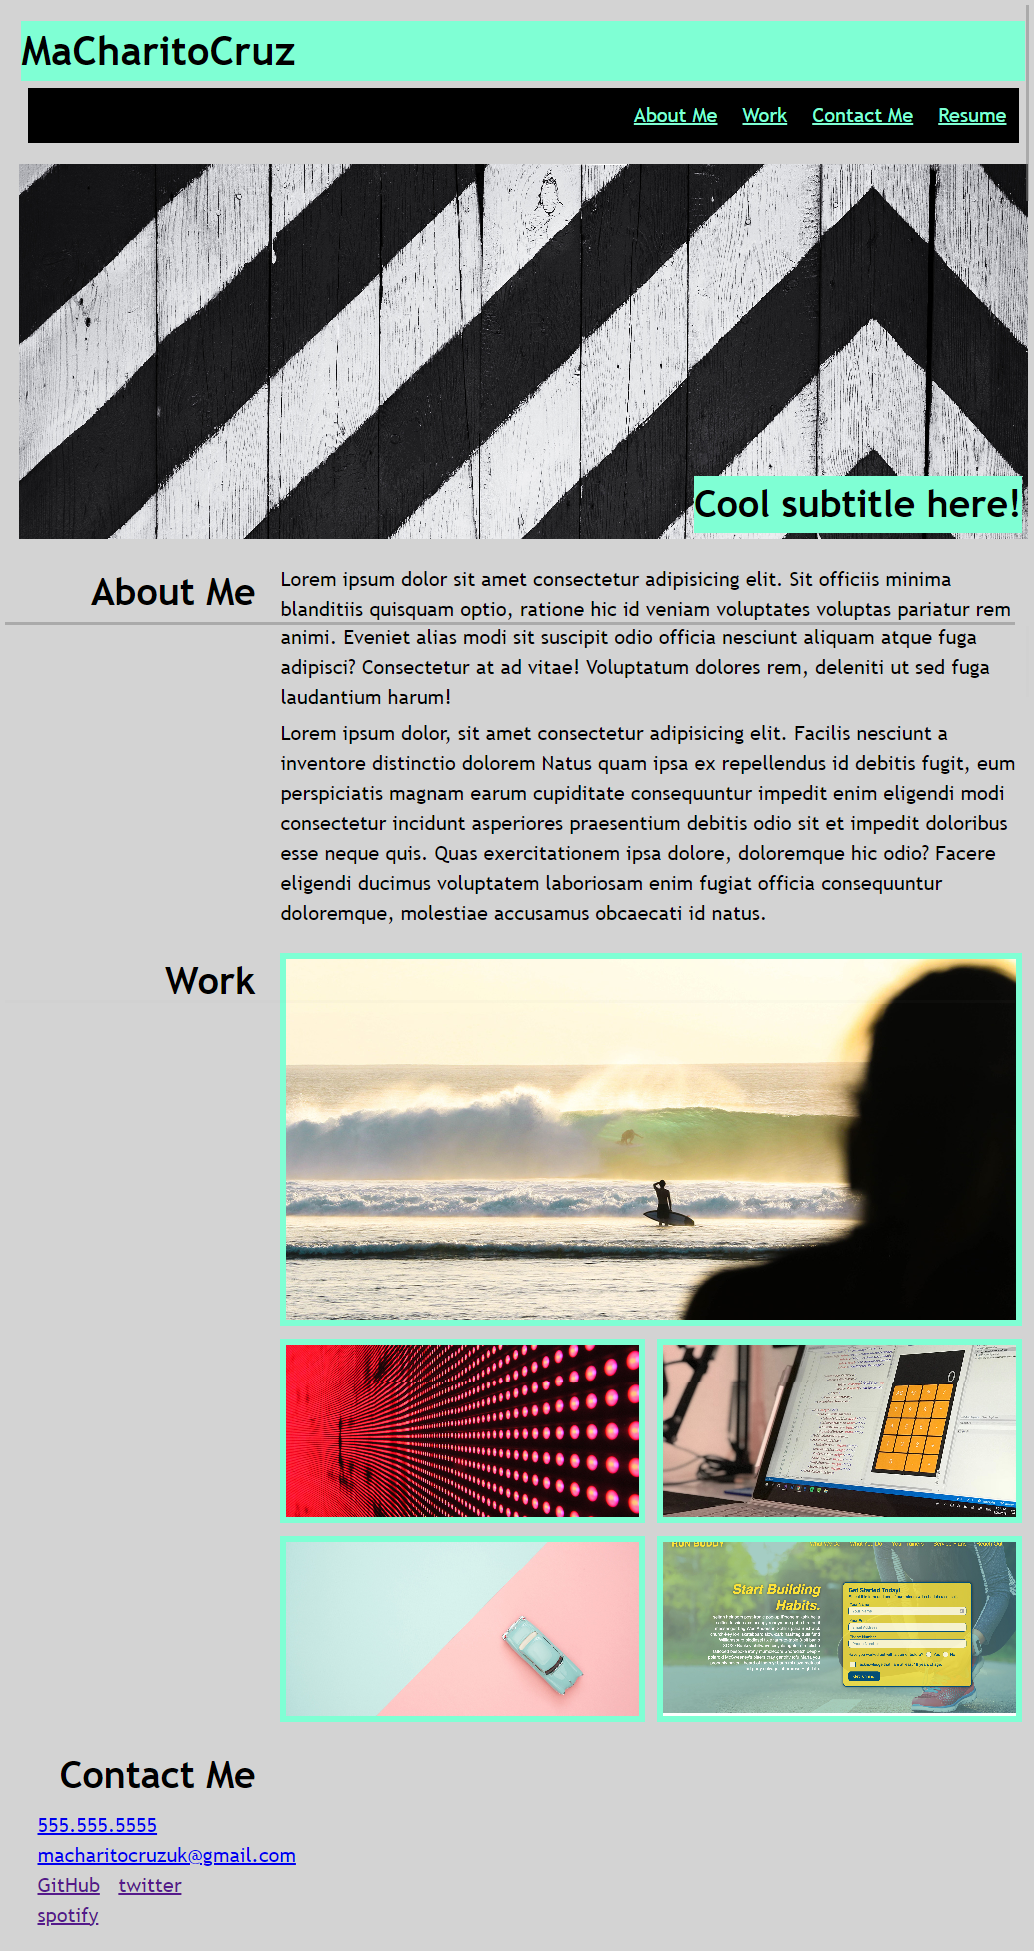 MaCharitoCruz
About Me Work Contact Me Resume
Cool subtitle here!
About Me
Lorem ipsum dolor sit amet consectetur adipisicing elit. Sit officiis minima
blanditiis quisquam optio, ratione hic id veniam voluptates voluptas pariatur rem
animi. Eveniet alias modi sit suscipit odio officia nesciunt aliquam atque fuga
adipisci? Consectetur at ad vitae! Voluptatum dolores rem, deleniti ut sed fuga
laudantium harum!
Lorem ipsum dolor, sit amet consectetur adipisicing elit. Facilis nesciunt a
inventore distinctio dolorem Natus quam ipsa ex repellendus id debitis fugit, eum
perspiciatis magnam earum cupiditate consequuntur impedit enim eligendi modi
consectetur incidunt asperiores praesentium debitis odio sit et impedit doloribus
esse neque quis. Quas exercitationem ipsa dolore, doloremque hic odio? Facere
eligendi ducimus voluptatem laboriosam enim fugiat officia consequuntur
doloremque, molestiae accusamus obcaecati id natus.
Work
0
RUN BUDDY
Start Building
Habits.
Get Started Today!
Contact Me
555.555.5555
macharitocruzuk@gmail.com
GitHub twitter
spotify